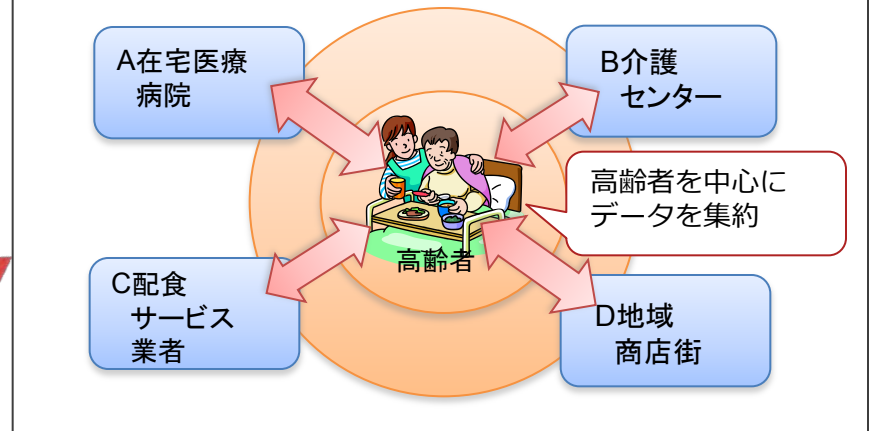 A在宅医療
病院
B介護
センター
高齢者を中心に
データを集約
高齢者
C配食
サービス
業者
D地域
商店街